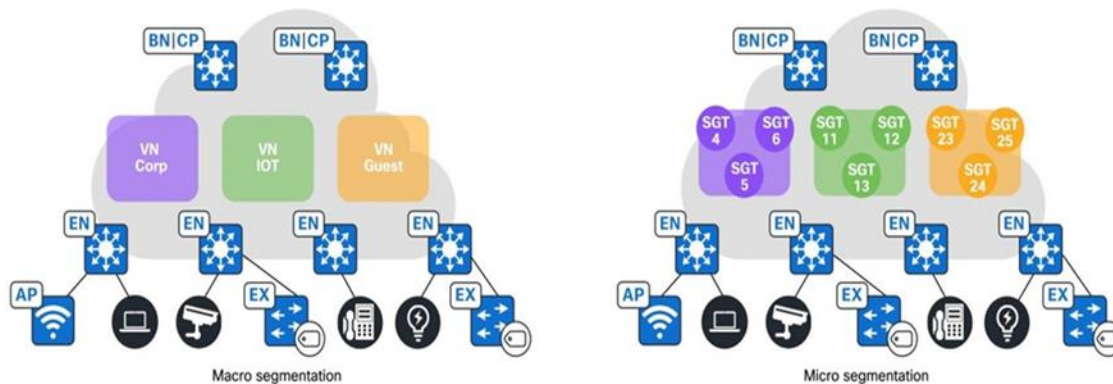 BN|CP
BN|CP
VN
Corp
VN
IOT
VN
Guest
EN
EN
EN
EN
AP
EX
EX
Macro segmentation
BN|CP
BN|CP
SGT
4
SGT
6
SGT
5
SGT
11
SGT
12
SGT
13
SGT
23
SGT
25
SGT
24
EN
EN
EN
EN
AP
EX
EX
Micro segmentation